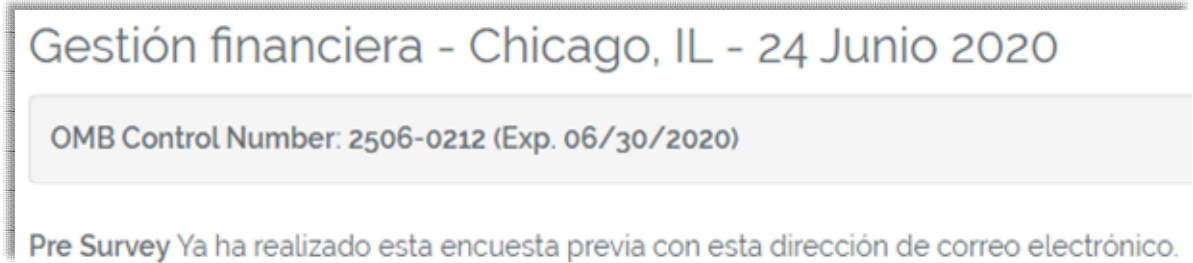 Gestión financiera - Chicago, IL - 24 Junio 2020
OMB Control Number: 2506-0212 (Exp. 06/30/2020)
Pre Survey Ya ha realizado esta encuesta previa con esta dirección de correo electrónico.